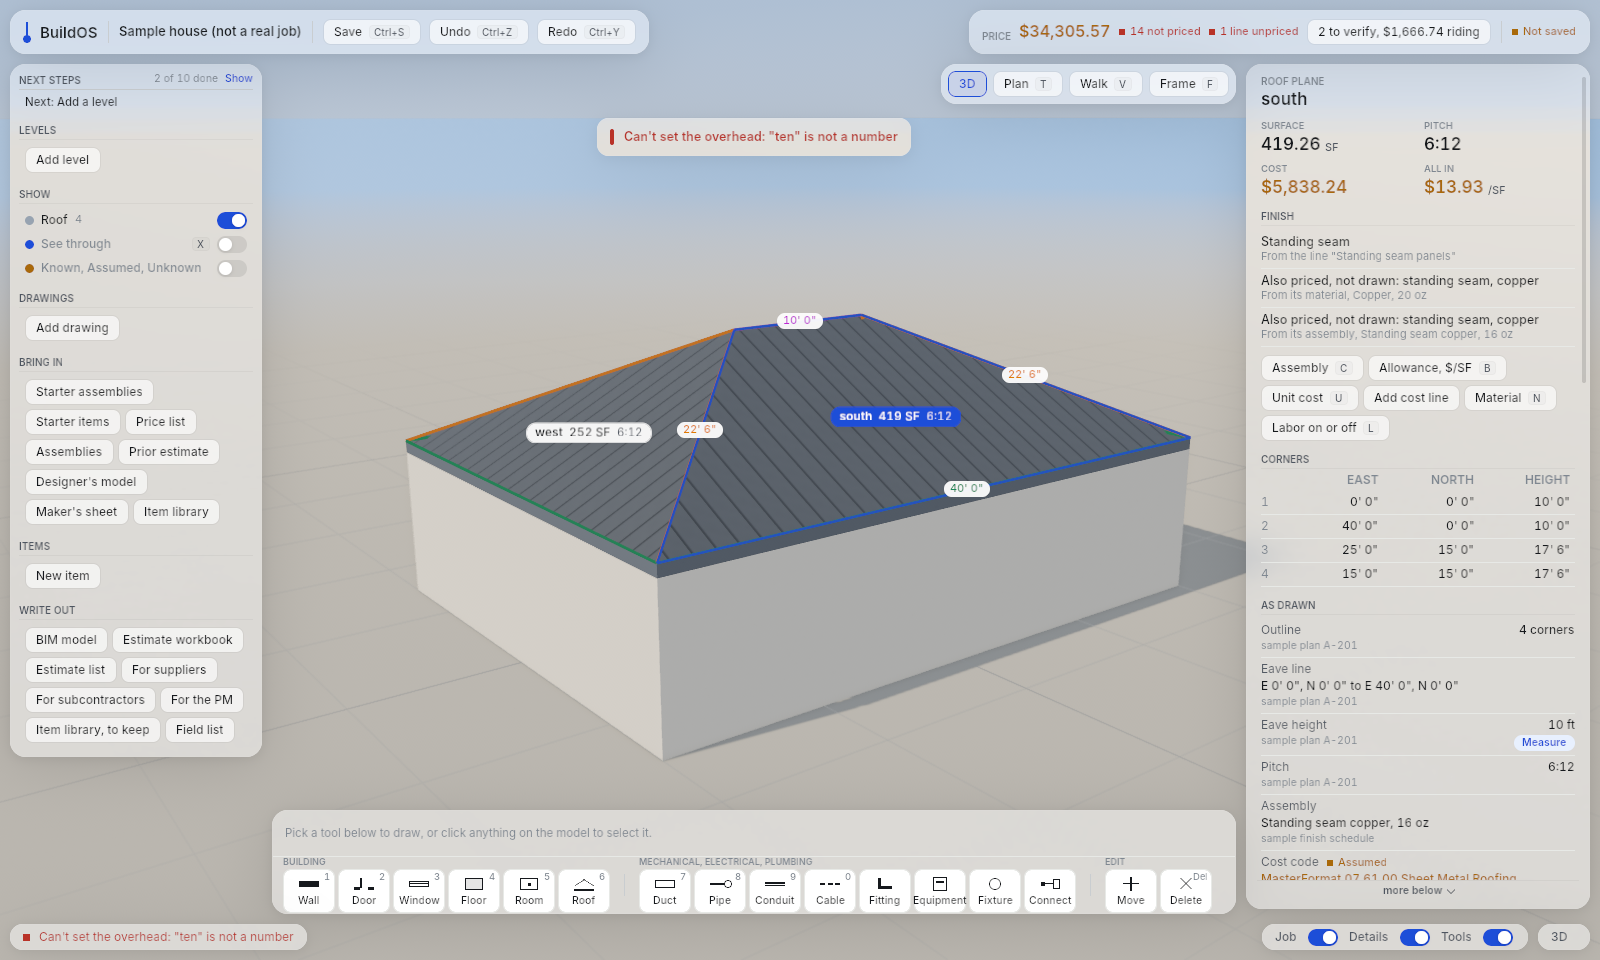 BuildOS
Sample house (not a real job)
Save Ctrl+S
Undo Ctrl+Z
Redo Ctrl+Y
PRICE $34,305.57
14 not priced
1 line unpriced
2 to verify, $1,666.74 riding
Not saved
NEXT STEPS 2 of 10 done Show
Next: Add a level
LEVELS
Add level
SHOW
Roof 4
See through X
Known, Assumed, Unknown
DRAWINGS
Add drawing
BRING IN
Starter assemblies
Starter items Price list
Assemblies Prior estimate
Designer's model
Maker's sheet Item library
ITEMS
New item
WRITE OUT
BIM model Estimate workbook
Estimate list For suppliers
For subcontractors For the PM
Item library, to keep Field list
3D Plan T Walk V Frame F
Can't set the overhead: "ten" is not a number
10' 0"
22' 6"
south 419 SF 6:12
west 252 SF 6:12
22' 6"
40' 0"
ROOF PLANE
south
SURFACE PITCH
419.26 SF 6:12
COST ALL IN
$5,838.24 $13.93 /SF
FINISH
Standing seam
From the line "Standing seam panels"
Also priced, not drawn: standing seam, copper
From its material, Copper, 20 oz
Also priced, not drawn: standing seam, copper
From its assembly, Standing seam copper, 16 oz
Assembly C Allowance, $/SF B
Unit cost U Add cost line Material N
Labor on or off L
CORNERS
EAST NORTH HEIGHT
1 0' 0" 0' 0" 10' 0"
2 40' 0" 0' 0" 10' 0"
3 25' 0" 15' 0" 17' 6"
4 15' 0" 15' 0" 17' 6"
AS DRAWN
Outline 4 corners
sample plan A-201
Eave line
E 0' 0", N 0' 0" to E 40' 0", N 0' 0"
sample plan A-201
Eave height 10 ft
sample plan A-201 Measure
Pitch 6:12
sample plan A-201
Assembly
Standing seam copper, 16 oz
sample finish schedule
Cost code Assumed
MasterFormat 07 61 00 Sheet Metal Roofing
more below
Pick a tool below to draw, or click anything on the model to select it.
BUILDING MECHANICAL, ELECTRICAL, PLUMBING EDIT
1 2 3 4 5 6 7 8 9 0 Del
Wall Door Window Floor Room Roof Duct Pipe Conduit Cable Fitting Equipment Fixture Connect Move Delete
Can't set the overhead: "ten" is not a number
Job Details Tools 3D